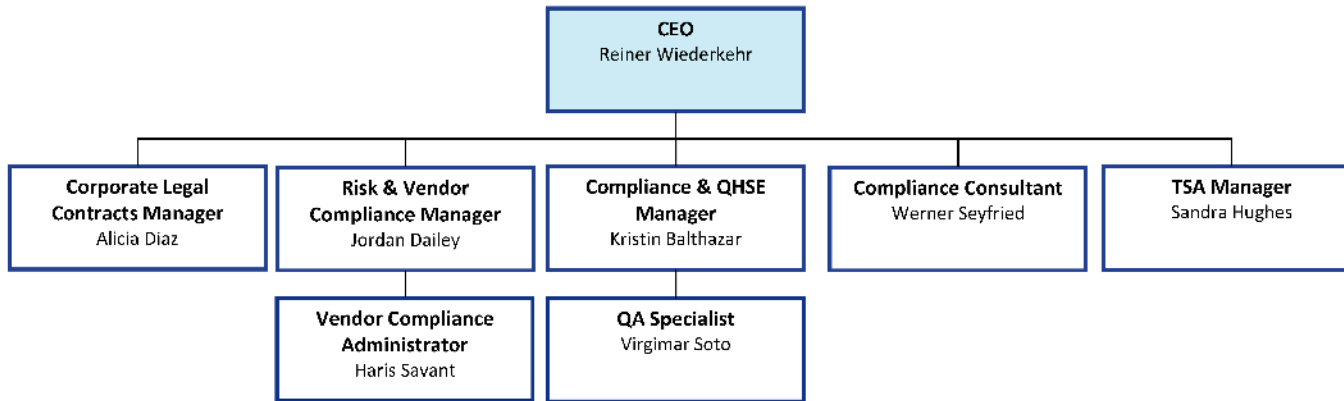 CEO
Reiner Wiederkehr
Corporate Legal
Contracts Manager
Alicia Diaz
Risk & Vendor
Compliance Manager
Jordan Dailey
Compliance & QHSE
Manager
Kristin Balthazar
Compliance Consultant
Werner Seyfried
TSA Manager
Sandra Hughes
Vendor Compliance
Administrator
Haris Savant
QA Specialist
Virgimar Soto